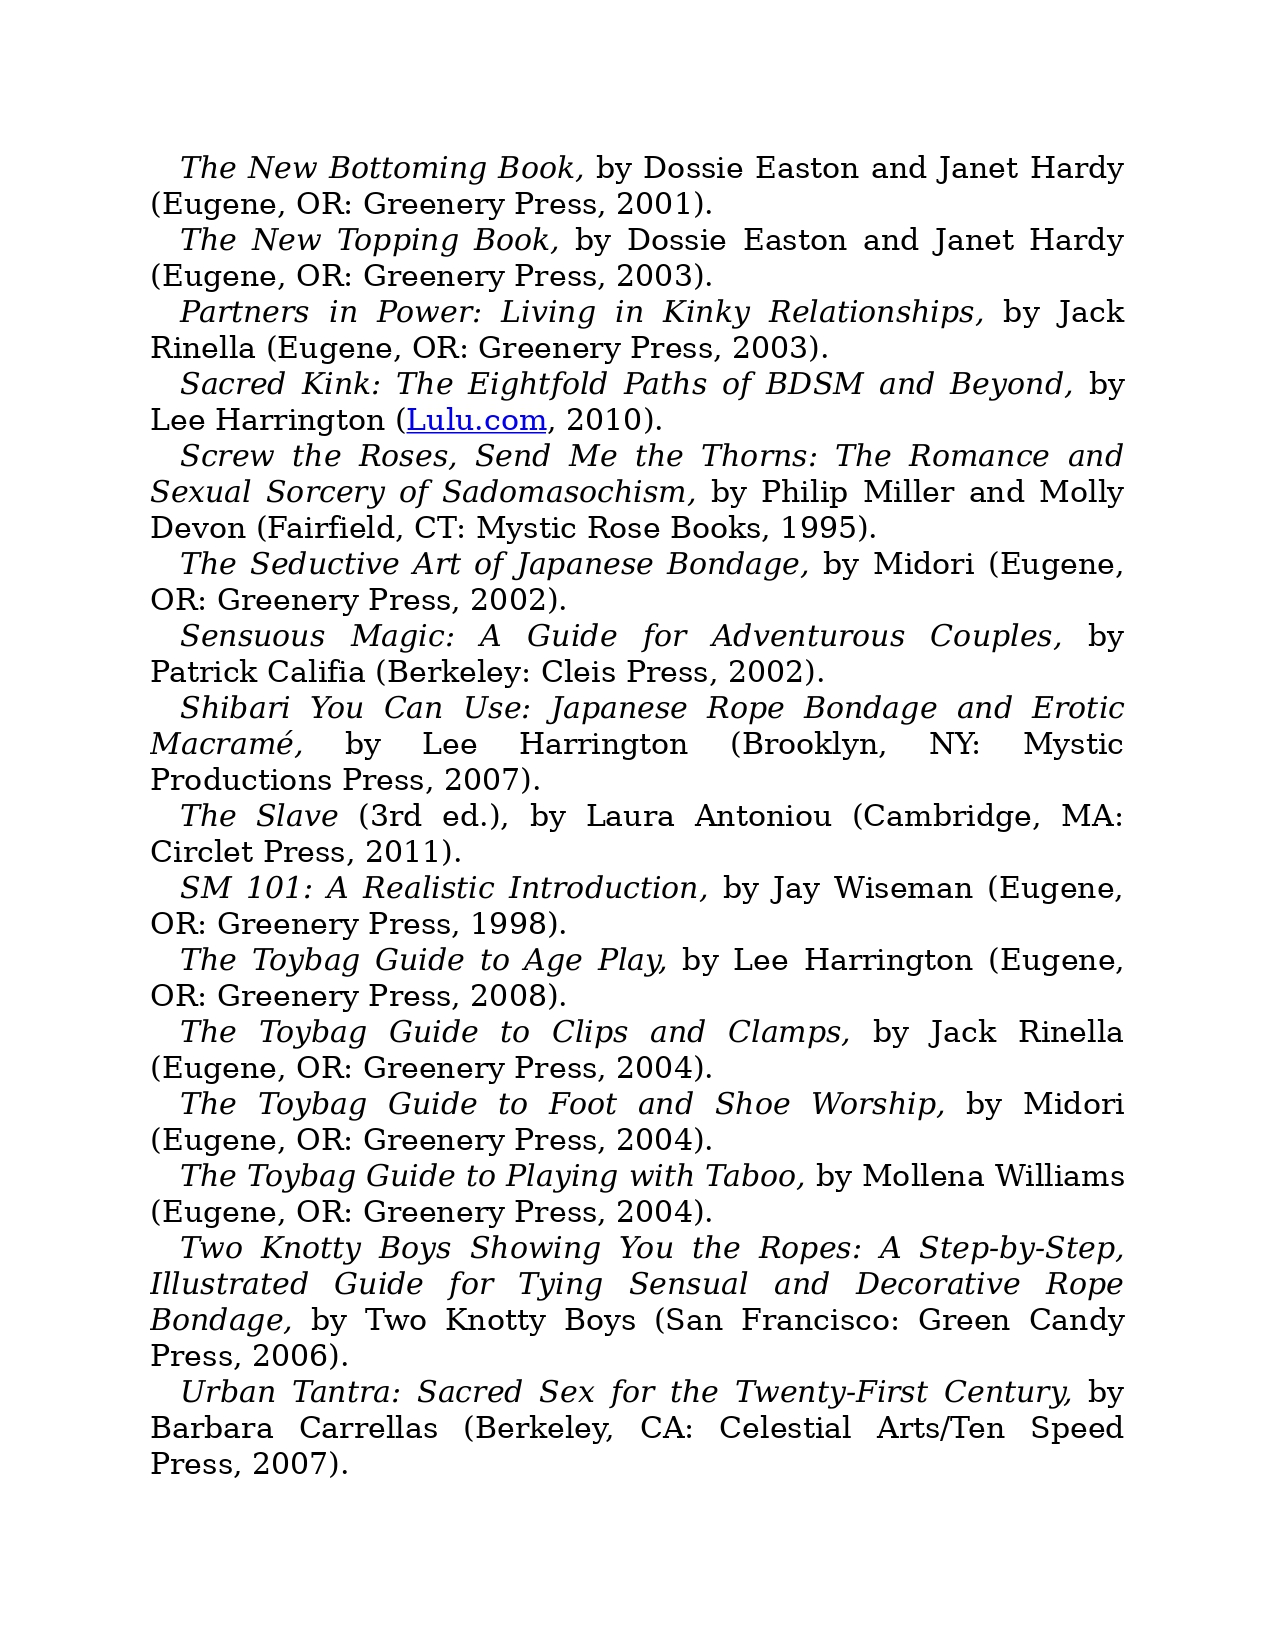 The New Bottoming Book, by Dossie Easton and Janet Hardy
(Eugene, OR: Greenery Press, 2001).
The New Topping Book, by Dossie Easton and Janet Hardy
(Eugene, OR: Greenery Press, 2003).
Partners in Power: Living in Kinky Relationships, by Jack
Rinella (Eugene, OR: Greenery Press, 2003).
Sacred Kink: The Eightfold Paths of BDSM and Beyond, by
Lee Harrington (Lulu.com, 2010).
Screw the Roses, Send Me the Thorns: The Romance and
Sexual Sorcery of Sadomasochism, by Philip Miller and Molly
Devon (Fairfield, CT: Mystic Rose Books, 1995).
The Seductive Art of Japanese Bondage, by Midori (Eugene,
OR: Greenery Press, 2002).
Sensuous Magic: A Guide for Adventurous Couples, by
Patrick Califia (Berkeley: Cleis Press, 2002).
Shibari You Can Use: Japanese Rope Bondage and Erotic
Macramé, by Lee Harrington (Brooklyn, NY: Mystic
Productions Press, 2007).
The Slave (3rd ed.), by Laura Antoniou (Cambridge, MA:
Circlet Press, 2011).
SM 101: A Realistic Introduction, by Jay Wiseman (Eugene,
OR: Greenery Press, 1998).
The Toybag Guide to Age Play, by Lee Harrington (Eugene,
OR: Greenery Press, 2008).
The Toybag Guide to Clips and Clamps, by Jack Rinella
(Eugene, OR: Greenery Press, 2004).
The Toybag Guide to Foot and Shoe Worship, by Midori
(Eugene, OR: Greenery Press, 2004).
The Toybag Guide to Playing with Taboo, by Mollena Williams
(Eugene, OR: Greenery Press, 2004).
Two Knotty Boys Showing You the Ropes: A Step-by-Step,
Illustrated Guide for Tying Sensual and Decorative Rope
Bondage, by Two Knotty Boys (San Francisco: Green Candy
Press, 2006).
Urban Tantra: Sacred Sex for the Twenty-First Century, by
Barbara Carrellas (Berkeley, CA: Celestial Arts/Ten Speed
Press, 2007).